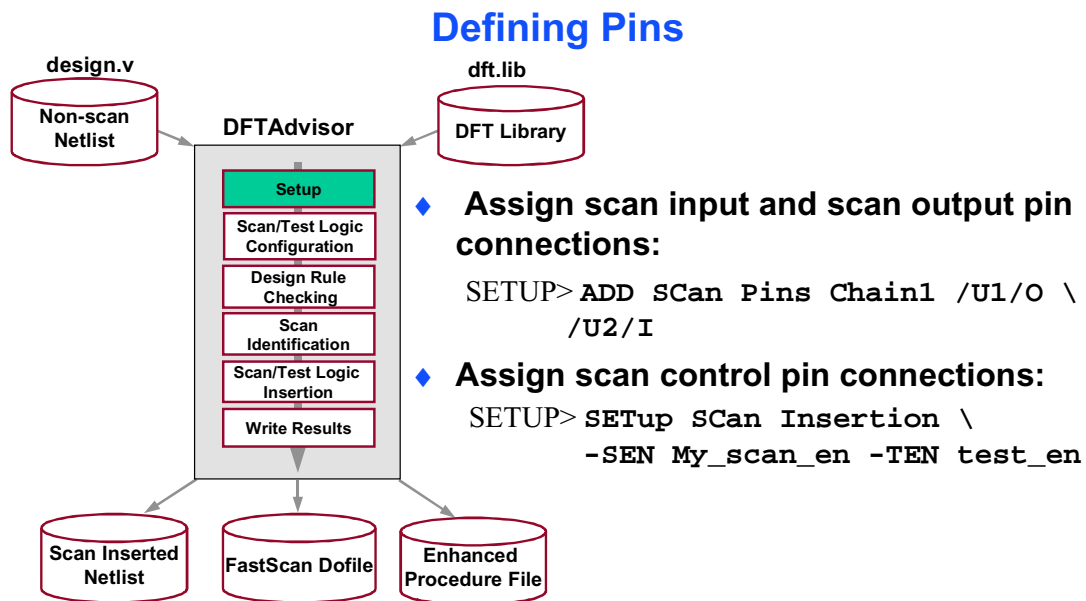 Defining Pins
design.v
Non-scan
Netlist
dft.lib
DFT Library
DFTAdvisor
Setup
Scan/Test Logic
Configuration
Design Rule
Checking
Scan
Identification
Scan/Test Logic
Insertion
Write Results
Scan Inserted
Netlist
FastScan Dofile
Enhanced
Procedure File
♦ Assign scan input and scan output pin
connections:
SETUP> ADD SCan Pins Chain1 /U1/O \
/U2/I
♦ Assign scan control pin connections:
SETUP> SETup SCan Insertion \
-SEN My_scan_en -TEN test_en